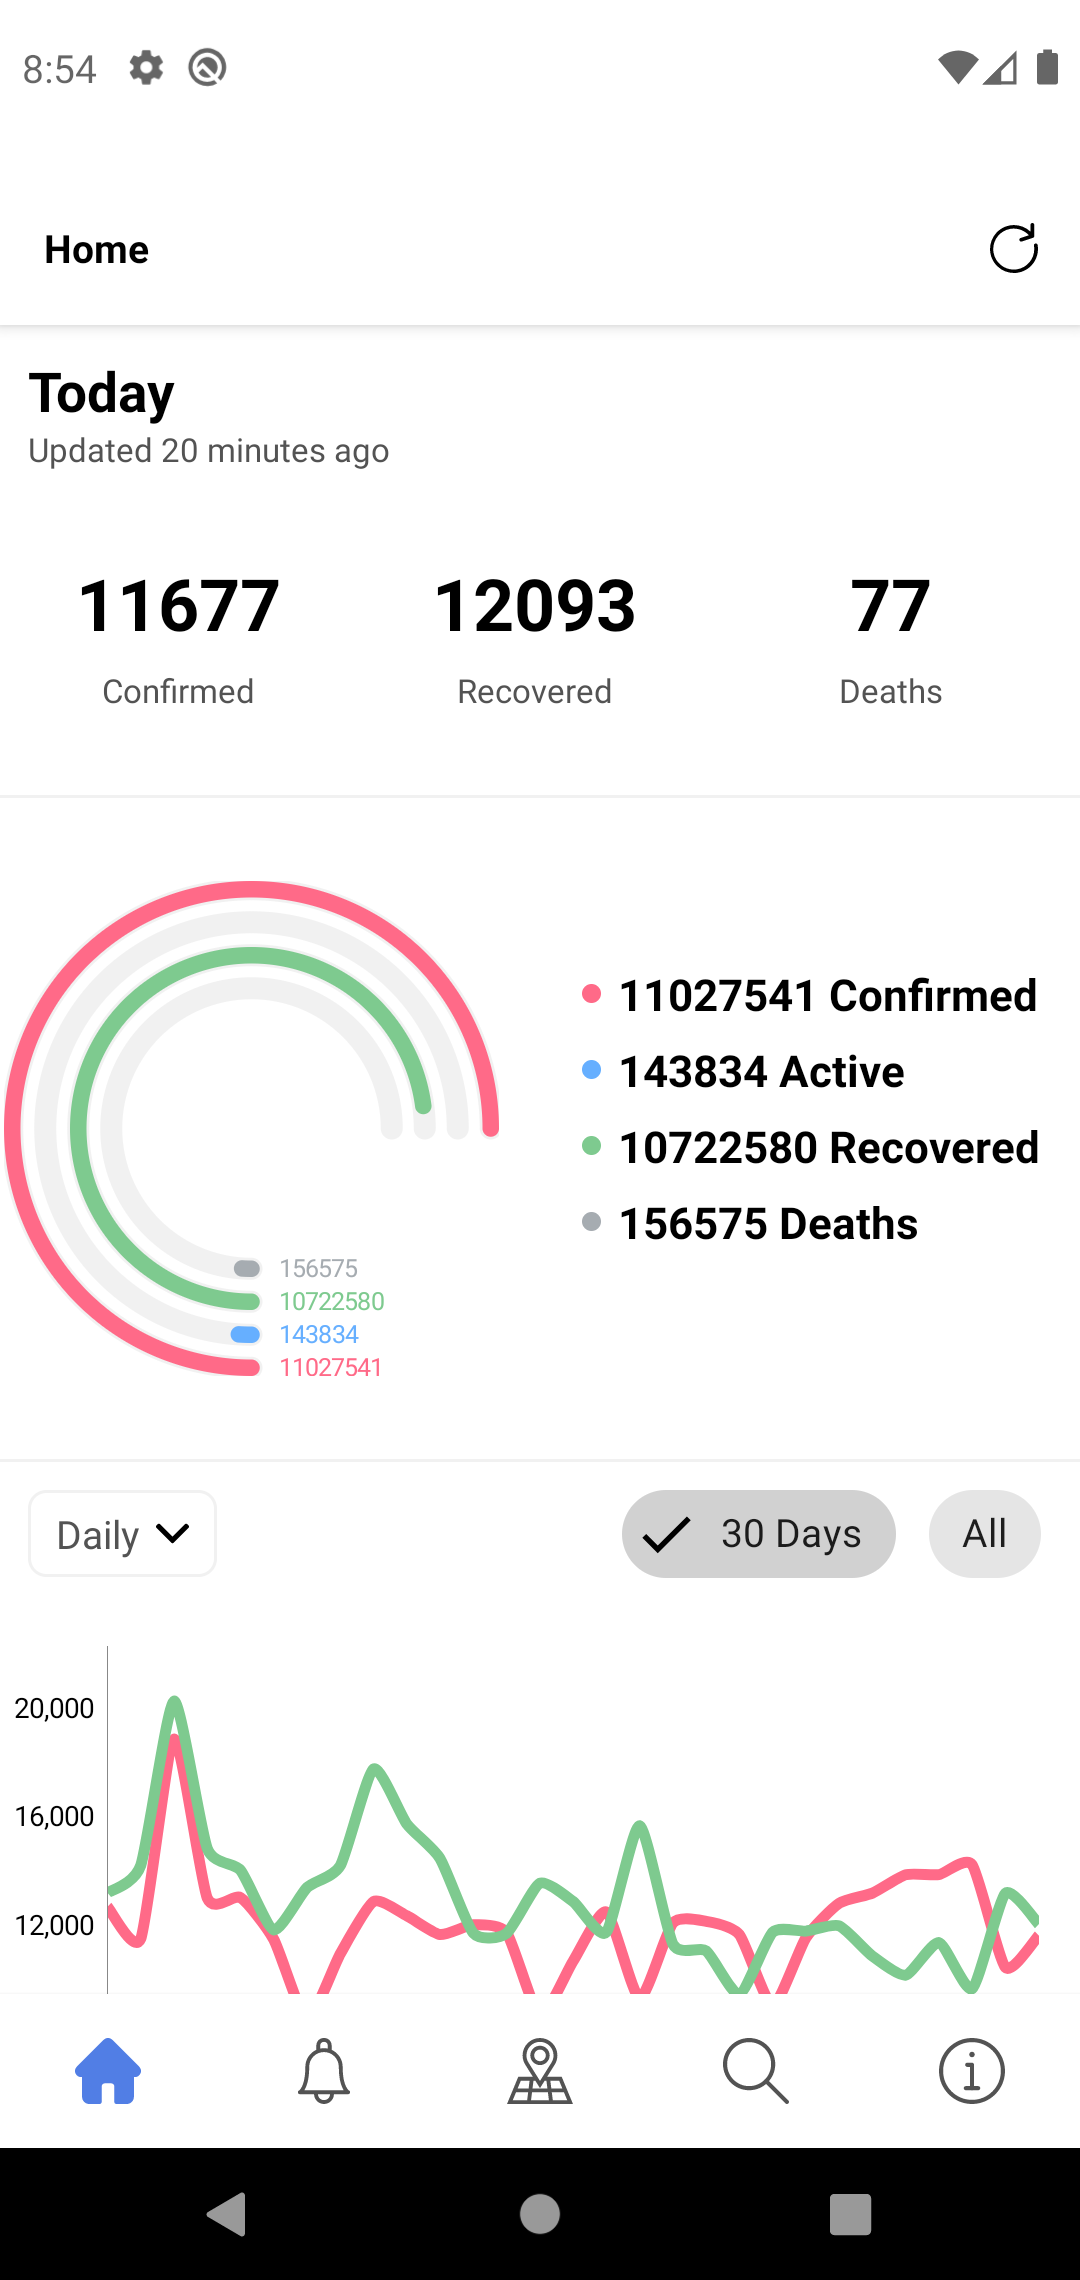 8:54
Home
Today
Updated 20 minutes ago
11677 12093 77
Confirmed Recovered Deaths
11027541 Confirmed
143834 Active
10722580 Recovered
156575 Deaths
156575
10722580
143834
11027541
Daily 30 Days All
20,000
16,000
12,000